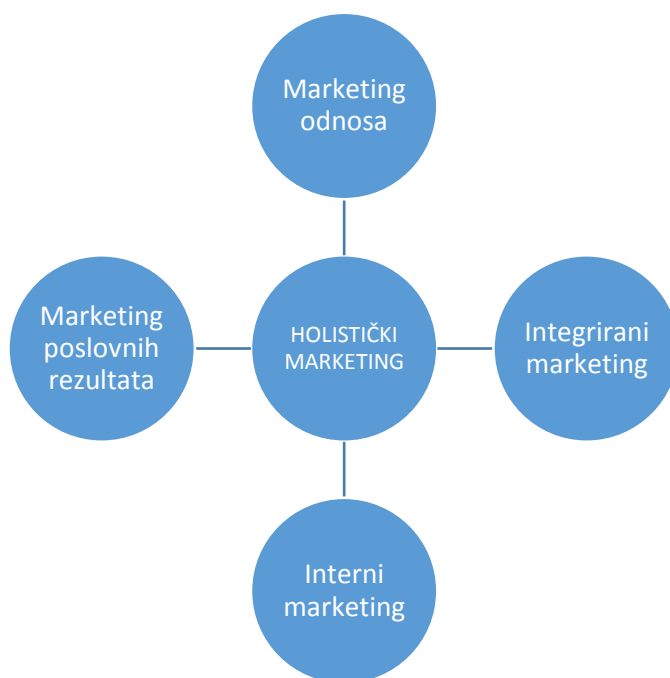 Marketing
odnosa
Marketing
poslovnih
rezultata
HOLISTIČKI
MARKETING
Integrirani
marketing
Interni
marketing